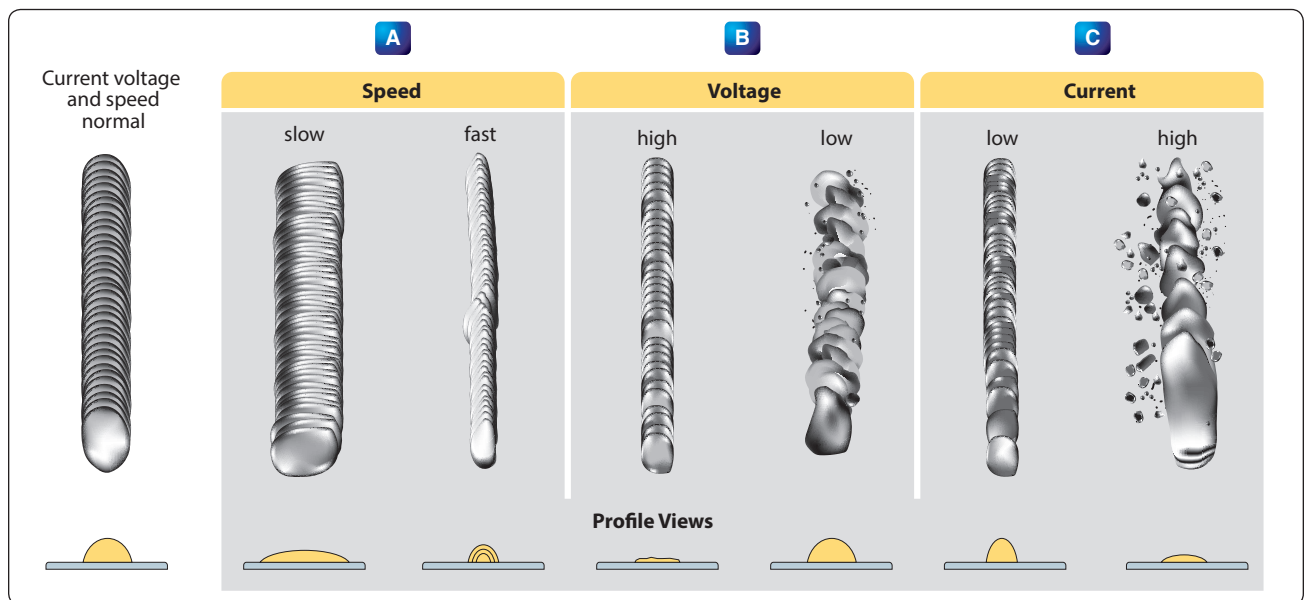 A
B
C
Current voltage
and speed
normal
Speed
Voltage
Current
slow
fast
high
low
low
high
Profile Views